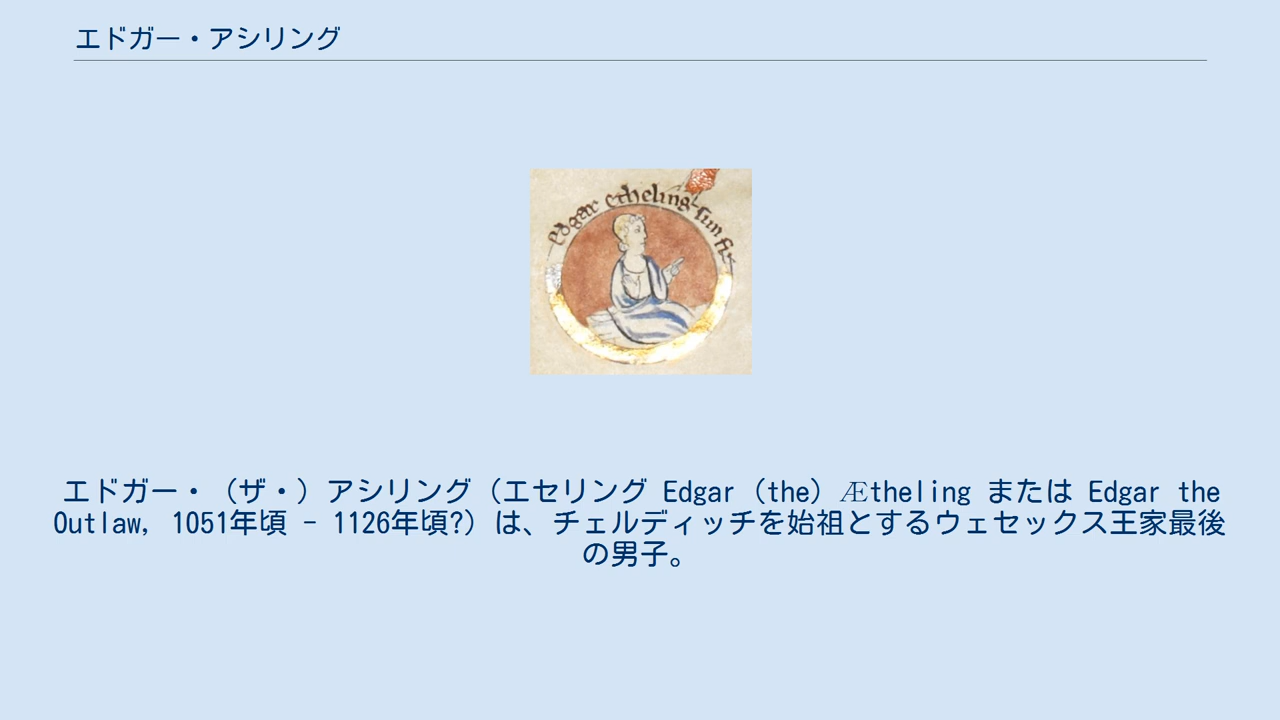 エドガー・アシリング
edgar etheling
エドガー・（ザ・）アシリング（エセリング Edgar (the) Ætheling または Edgar the
Outlaw, 1051年頃 - 1126年頃?）は、チェルディッチを始祖とするウェセックス王家最後
の男子。